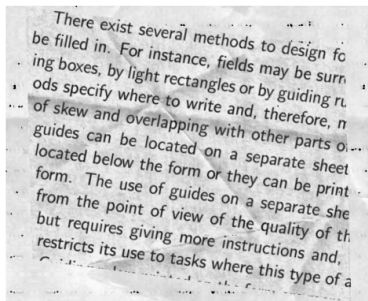 There exist several methods to design fo
be filled in. For instance, fields may be surr
ing boxes, by light rectangles or by guiding ru
ods specify where to write and, therefore, m
of skew and overlapping with other parts o
guides can be located on a separate sheet
located below the form or they can be print
form. The use of guides on a separate she
from the point of view of the quality of th
but requires giving more instructions and,
restricts its use to tasks where this type of a